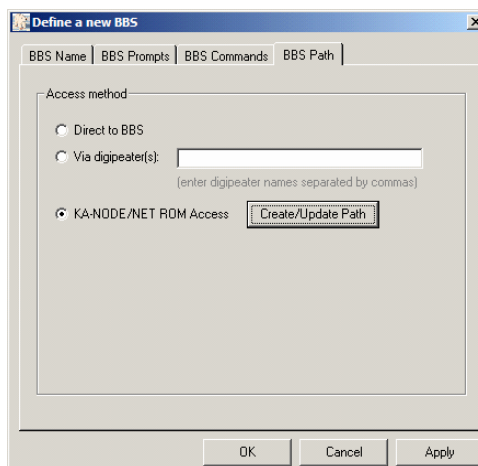 Define a new BBS
BBS Name BBS Prompts BBS Commands BBS Path
Access method
Direct to BBS
Via digipeater(s):
(enter digipeater names separated by commas)
KA-NODE/NET ROM Access Create/Update Path
OK Cancel Apply